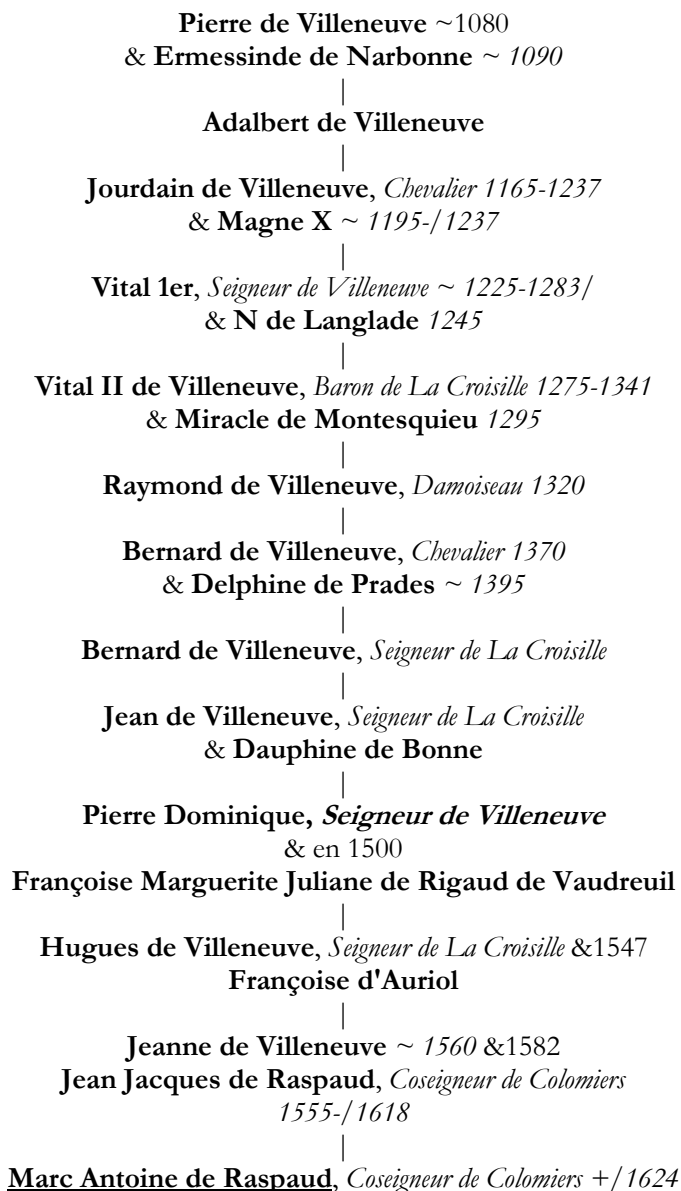 Pierre de Villeneuve ~1080
& Ermessinde de Narbonne ~ 1090
|
Adalbert de Villeneuve
|
Jourdain de Villeneuve, Chevalier 1165-1237
& Magne X ~ 1195-/1237
|
Vital 1er, Seigneur de Villeneuve ~ 1225-1283/
& N de Langlade 1245
|
Vital II de Villeneuve, Baron de La Croisille 1275-1341
& Miracle de Montesquieu 1295
|
Raymond de Villeneuve, Damoiseau 1320
|
Bernard de Villeneuve, Chevalier 1370
& Delphine de Prades ~ 1395
|
Bernard de Villeneuve, Seigneur de La Croisille
|
Jean de Villeneuve, Seigneur de La Croisille
& Dauphine de Bonne
|
Pierre Dominique, Seigneur de Villeneuve
& en 1500
Françoise Marguerite Juliane de Rigaud de Vaudreuil
|
Hugues de Villeneuve, Seigneur de La Croisille &1547
Françoise d'Auriol
|
Jeanne de Villeneuve ~ 1560 &1582
Jean Jacques de Raspaud, Coseigneur de Colomiers
1555-/1618
|
Marc Antoine de Raspaud, Coseigneur de Colomiers +/1624